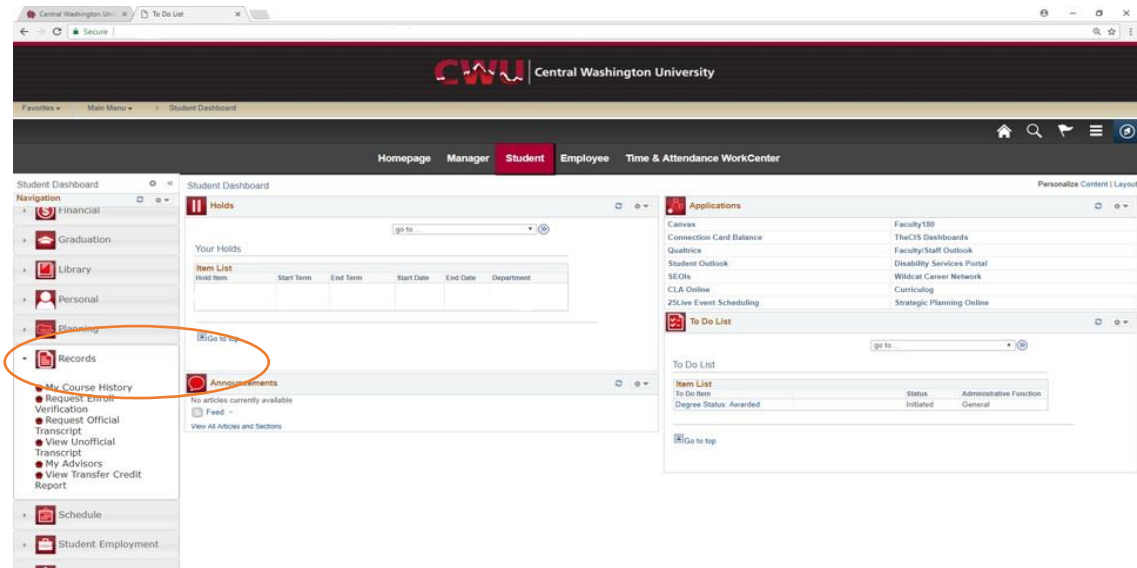 Central Washington Uni
To Do List
Secure
CWU Central Washington University
Favorites Main Menu > Student Dashboard
Homepage Manager Student Employee Time & Attendance WorkCenter
Student Dashboard
Navigation
Financial
Graduation
Library
Personal
Planning
Records
My Course History
Request Enroll
Verification
Request Official
Transcript
View Unofficial
Transcript
My Advisors
View Transfer Credit
Report
Schedule
Student Employment
Student Dashboard
Personalize Content | Layout
Holds
go to ...
Your Holds
Item List
Hold Item Start Term End Term Start Date End Date Department
Go to top
Announcements
No articles currently available
Feed
View All Articles and Sections
Applications
Canvas Faculty180
Connection Card Balance TheCIS Dashboards
Qualtrics Faculty/Staff Outlook
Student Outlook Disability Services Portal
SEOIs Wildcat Career Network
CLA Online Curriculog
25Live Event Scheduling Strategic Planning Online
To Do List
go to ...
To Do List
Item List
To Do Item Status Administrative Function
Degree Status: Awarded Initiated General
Go to top